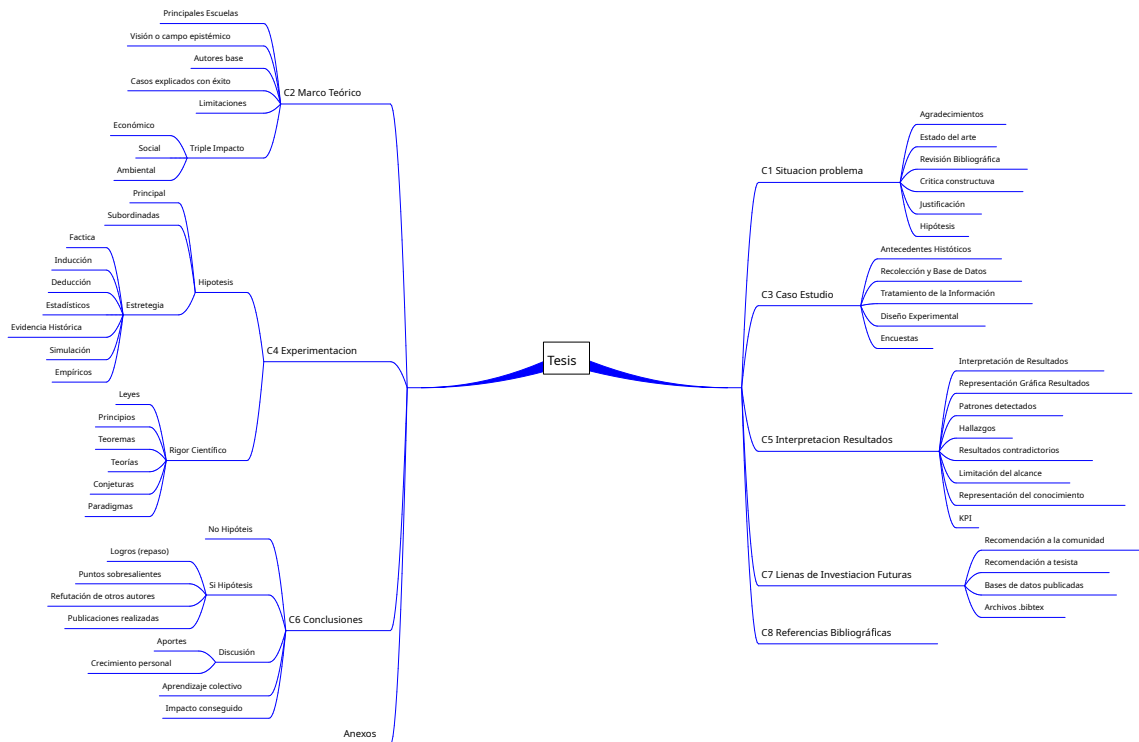 Tesis
C1 Situacion problema
Agradecimientos
Estado del arte
Revisión Bibliográfica
Critica constructuva
Justificación
Hipótesis
C3 Caso Estudio
Antecedentes Históticos
Recolección y Base de Datos
Tratamiento de la Información
Diseño Experimental
Encuestas
C5 Interpretacion Resultados
Interpretación de Resultados
Representación Gráfica Resultados
Patrones detectados
Hallazgos
Resultados contradictorios
Limitación del alcance
Representación del conocimiento
KPI
C7 Lienas de Investiacion Futuras
Recomendación a la comunidad
Recomendación a tesista
Bases de datos publicadas
Archivos .bibtex
C8 Referencias Bibliográficas
C2 Marco Teórico
Principales Escuelas
Visión o campo epistémico
Autores base
Casos explicados con éxito
Limitaciones
Triple Impacto
Económico
Social
Ambiental
C4 Experimentacion
Hipotesis
Principal
Subordinadas
Estretegia
Factica
Inducción
Deducción
Estadísticos
Evidencia Histórica
Simulación
Empíricos
Rigor Científico
Leyes
Principios
Teoremas
Teorías
Conjeturas
Paradigmas
C6 Conclusiones
No Hipóteis
Si Hipótesis
Logros (repaso)
Puntos sobresalientes
Refutación de otros autores
Publicaciones realizadas
Discusión
Aportes
Crecimiento personal
Aprendizaje colectivo
Impacto conseguido
Anexos